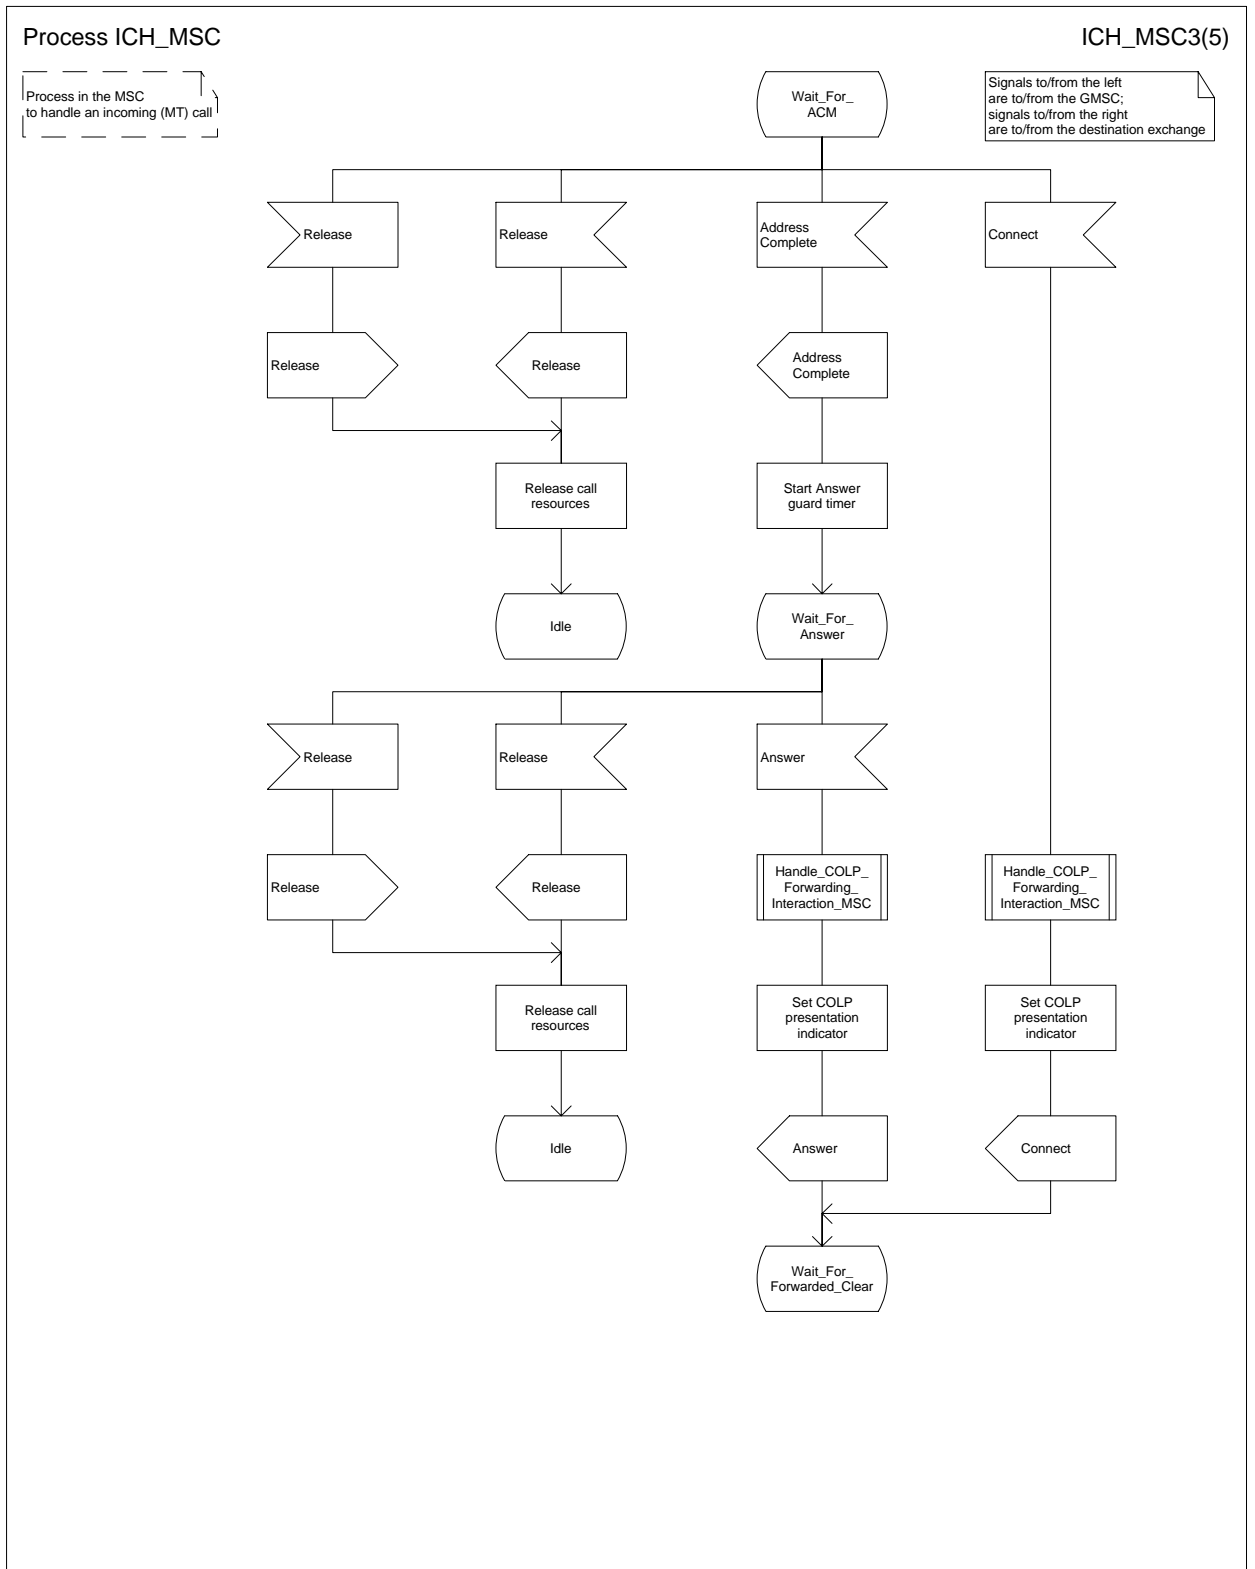 Process ICH_MSC
ICH_MSC3(5)
Process in the MSC
to handle an incoming (MT) call
Wait_For_
ACM
Signals to/from the left
are to/from the GMSC;
signals to/from the right
are to/from the destination exchange
Release
Release
Address
Complete
Connect
Release
Release
Address
Complete
Release call
resources
Start Answer
guard timer
Idle
Wait_For_
Answer
Release
Release
Answer
Release
Release
Handle_COLP_
Forwarding_
Interaction_MSC
Handle_COLP_
Forwarding_
Interaction_MSC
Release call
resources
Set COLP
presentation
indicator
Set COLP
presentation
indicator
Idle
Answer
Connect
Wait_For_
Forwarded_Clear